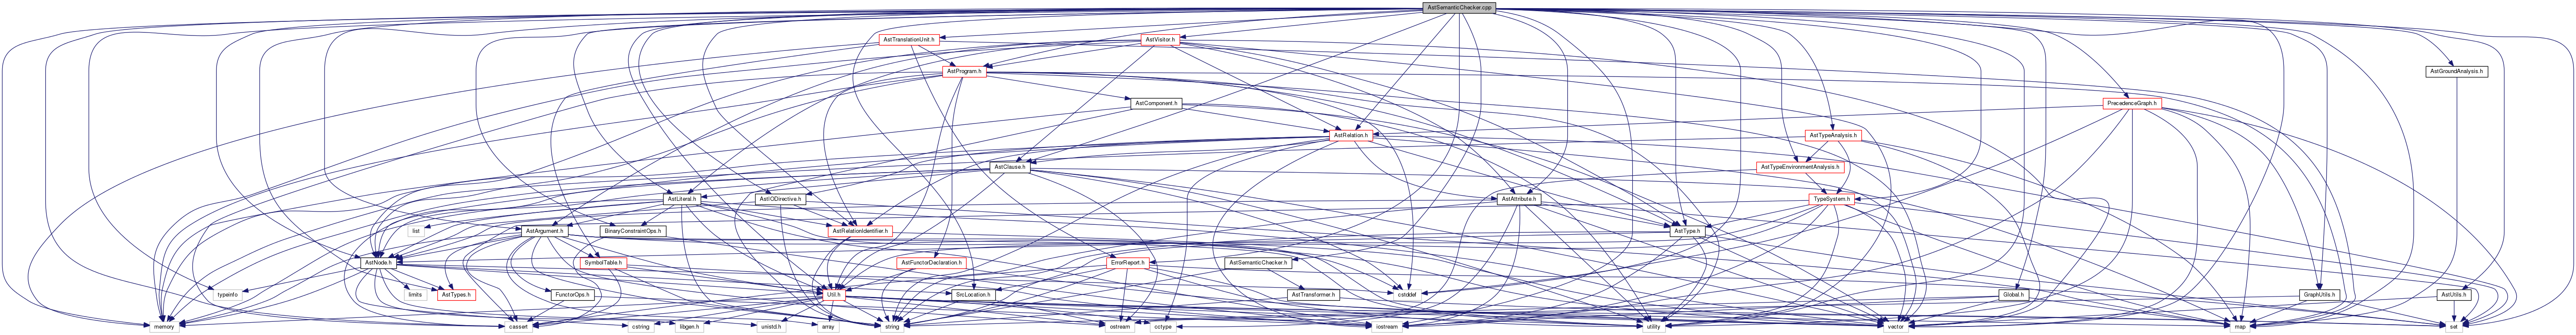 AstSemanticChecker.cpp
AstTranslationUnit.h
AstVisitor.h
AstProgram.h
AstGroundAnalysis.h
AstComponent.h
PrecedenceGraph.h
AstRelation.h
AstTypeAnalysis.h
AstClause.h
AstTypeEnvironmentAnalysis.h
AstLiteral.h
AstIODirective.h
AstAttribute.h
TypeSystem.h
list
AstArgument.h
BinaryConstraintOps.h
AstRelationIdentifier.h
AstType.h
AstNode.h
SymbolTable.h
AstFunctorDeclaration.h
ErrorReport.h
AstSemanticChecker.h
typeinfo
limits
AstTypes.h
FunctorOps.h
Util.h
SrcLocation.h
AstTransformer.h
cstddef
Global.h
GraphUtils.h
AstUtils.h
memory
cassert
cstring
libgen.h
unistd.h
array
string
ostream
cctype
iostream
utility
vector
map
set